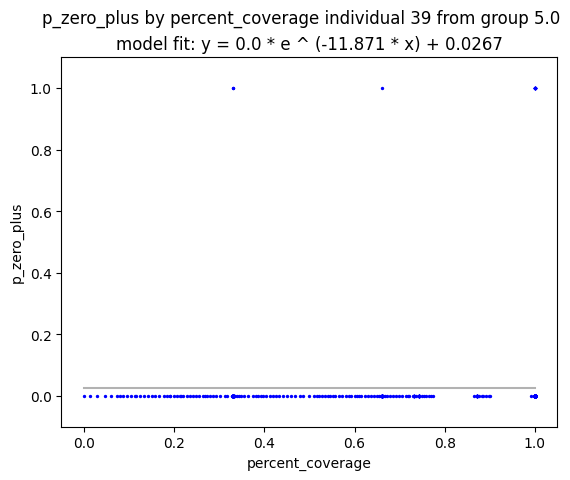 p_zero_plus by percent_coverage individual 39 from group 5.0
model fit: y = 0.0 * e ^ (-11.871 * x) + 0.0267
1.0
0.8
0.6
0.4
0.2
0.0
p_zero_plus
0.0 0.2 0.4 0.6 0.8 1.0
percent_coverage